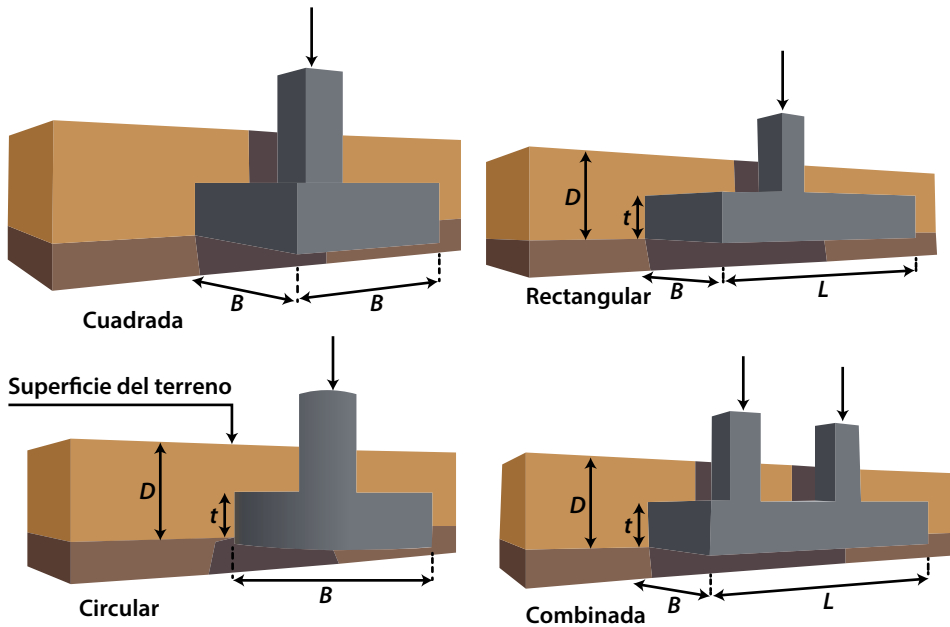 B
B
Cuadrada
D
t
B
L
Rectangular
Superficie del terreno
D
t
B
Circular
D
t
B
L
Combinada